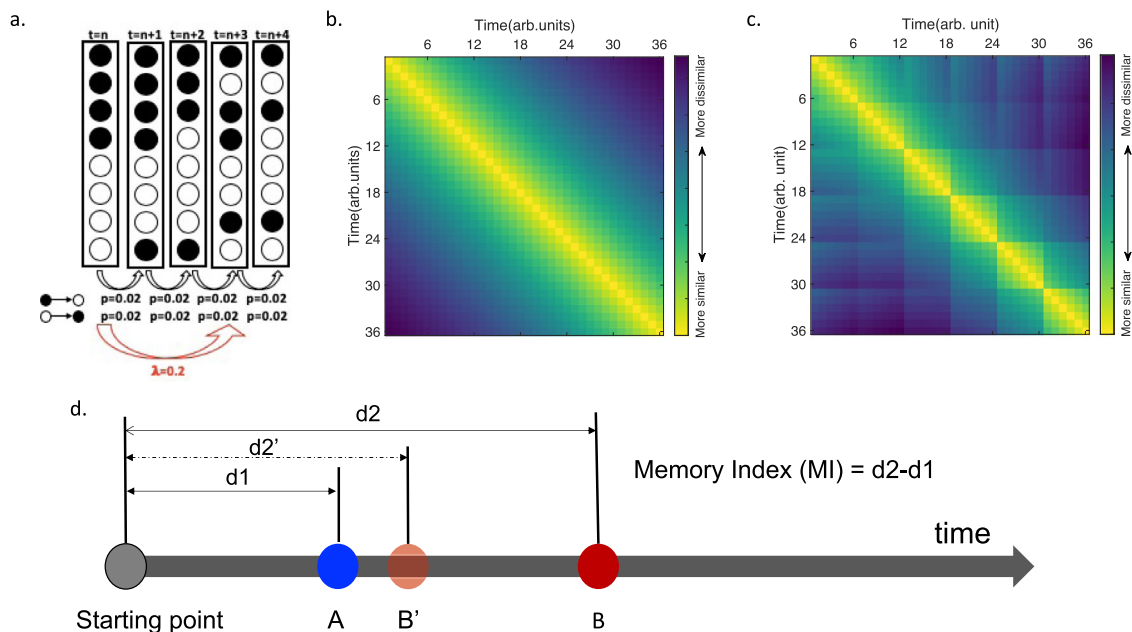 a.
t=n t=n+1 t=n+2 t=n+3 t=n+4
p=0.02 p=0.02 p=0.02 p=0.02
p=0.02 p=0.02 p=0.02 p=0.02
λ=0.2
b.
Time(arb.units)
6 12 18 24 30 36
Time(arb.units)
6
12
18
24
30
36
More similar
More dissimilar
c.
Time(arb. unit)
6 12 18 24 30 36
Time(arb. unit)
6
12
18
24
30
36
More similar
More dissimilar
d.
d2
d2'
d1
Memory Index (MI) = d2-d1
time
Starting point A B' B